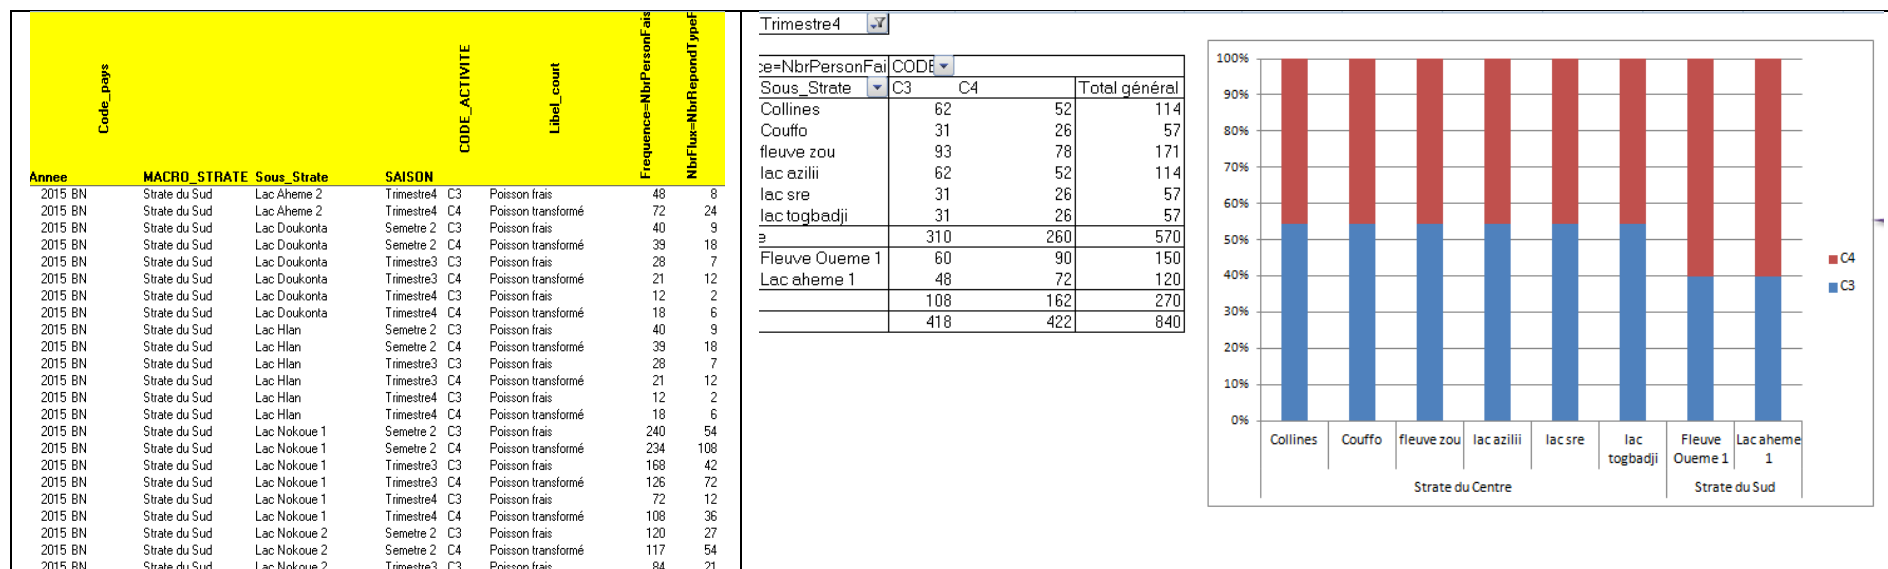 Code_pays
CODE_ACTIVITE
Libel_court
Frequence=NbrPersonFais
NbrFlux=NbrRepondTypeF
Annee MACRO_STRATE Sous_Strate SAISON
2015 BN Strate du Sud Lac Aheme 2 Trimestre4 C3 Poisson frais 48 8
2015 BN Strate du Sud Lac Aheme 2 Trimestre4 C4 Poisson transformé 72 24
2015 BN Strate du Sud Lac Doukonta Semetre 2 C3 Poisson frais 40 9
2015 BN Strate du Sud Lac Doukonta Semetre 2 C4 Poisson transformé 39 18
2015 BN Strate du Sud Lac Doukonta Trimestre3 C3 Poisson frais 28 7
2015 BN Strate du Sud Lac Doukonta Trimestre3 C4 Poisson transformé 21 12
2015 BN Strate du Sud Lac Doukonta Trimestre4 C3 Poisson frais 12 2
2015 BN Strate du Sud Lac Doukonta Trimestre4 C4 Poisson transformé 18 6
2015 BN Strate du Sud Lac Hlan Semetre 2 C3 Poisson frais 40 9
2015 BN Strate du Sud Lac Hlan Semetre 2 C4 Poisson transformé 39 18
2015 BN Strate du Sud Lac Hlan Trimestre3 C3 Poisson frais 28 7
2015 BN Strate du Sud Lac Hlan Trimestre3 C4 Poisson transformé 21 12
2015 BN Strate du Sud Lac Hlan Trimestre4 C3 Poisson frais 12 2
2015 BN Strate du Sud Lac Hlan Trimestre4 C4 Poisson transformé 18 6
2015 BN Strate du Sud Lac Nokoue 1 Semetre 2 C3 Poisson frais 240 54
2015 BN Strate du Sud Lac Nokoue 1 Semetre 2 C4 Poisson transformé 234 108
2015 BN Strate du Sud Lac Nokoue 1 Trimestre3 C3 Poisson frais 168 42
2015 BN Strate du Sud Lac Nokoue 1 Trimestre3 C4 Poisson transformé 126 72
2015 BN Strate du Sud Lac Nokoue 1 Trimestre4 C3 Poisson frais 72 12
2015 BN Strate du Sud Lac Nokoue 1 Trimestre4 C4 Poisson transformé 108 36
2015 BN Strate du Sud Lac Nokoue 2 Semetre 2 C3 Poisson frais 120 27
2015 BN Strate du Sud Lac Nokoue 2 Semetre 2 C4 Poisson transformé 117 54
2015 BN Strate du Sud Lac Nokoue 2 Trimestre3 C3 Poisson frais 84 21
Trimestre4
ce=NbrPersonFai CODE
Sous_Strate C3 C4 Total général
Collines 62 52 114
Couffo 31 26 57
fleuve zou 93 78 171
lac azilii 62 52 114
lac sre 31 26 57
lac togbadji 31 26 57
e 310 260 570
Fleuve Oueme 1 60 90 150
Lac aheme 1 48 72 120
108 162 270
418 422 840
100%
90%
80%
70%
60%
50%
40%
30%
20%
10%
0%
Collines Couffo fleuve zou lac azilii lac sre lac togbadji Fleuve Oueme 1 Lac aheme 1
Strate du Centre Strate du Sud
C4
C3